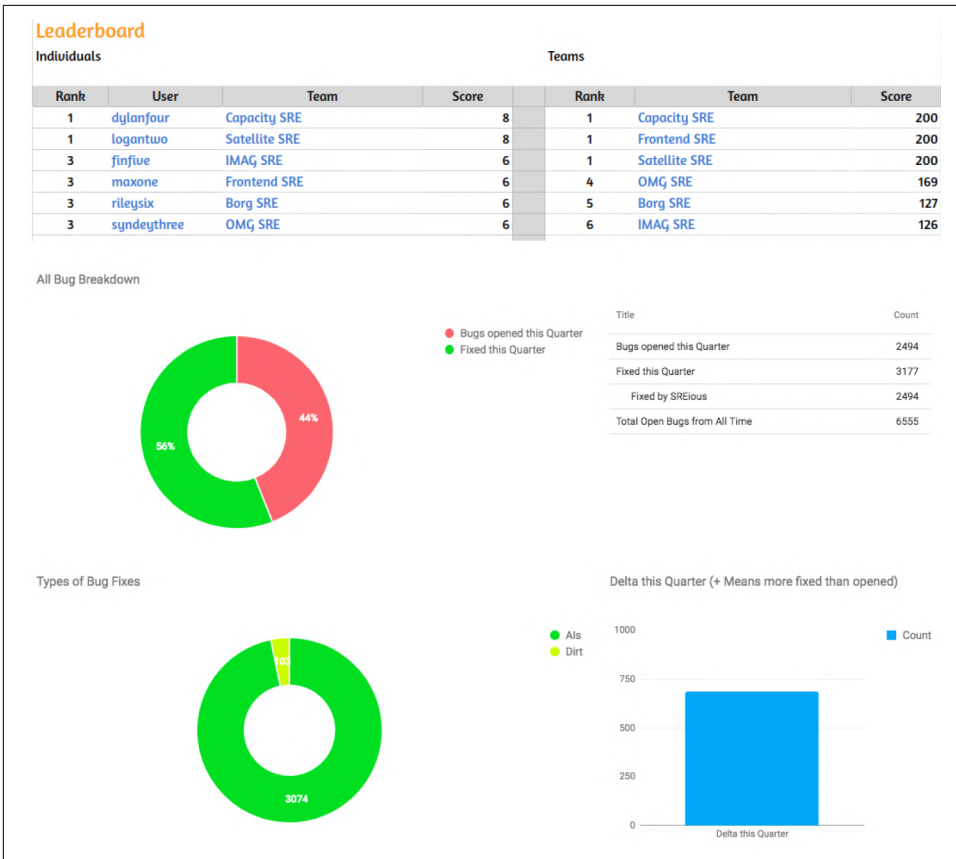 Leaderboard
Individuals Teams
Rank User Team Score Rank Team Score
1 dylanfour Capacity SRE 8 1 Capacity SRE 200
1 logantwo Satellite SRE 8 1 Frontend SRE 200
3 finfive IMAG SRE 6 1 Satellite SRE 200
3 maxone Frontend SRE 6 4 OMG SRE 169
3 rileysix Borg SRE 6 5 Borg SRE 127
3 syndeythree OMG SRE 6 6 IMAG SRE 126
All Bug Breakdown
Bugs opened this Quarter
Fixed this Quarter
44%
56%
Title Count
Bugs opened this Quarter 2494
Fixed this Quarter 3177
Fixed by SREious 2494
Total Open Bugs from All Time 6555
Types of Bug Fixes
AIs
Dirt
103
3074
Delta this Quarter (+ Means more fixed than opened)
1000
750
500
250
0
Count
Delta this Quarter